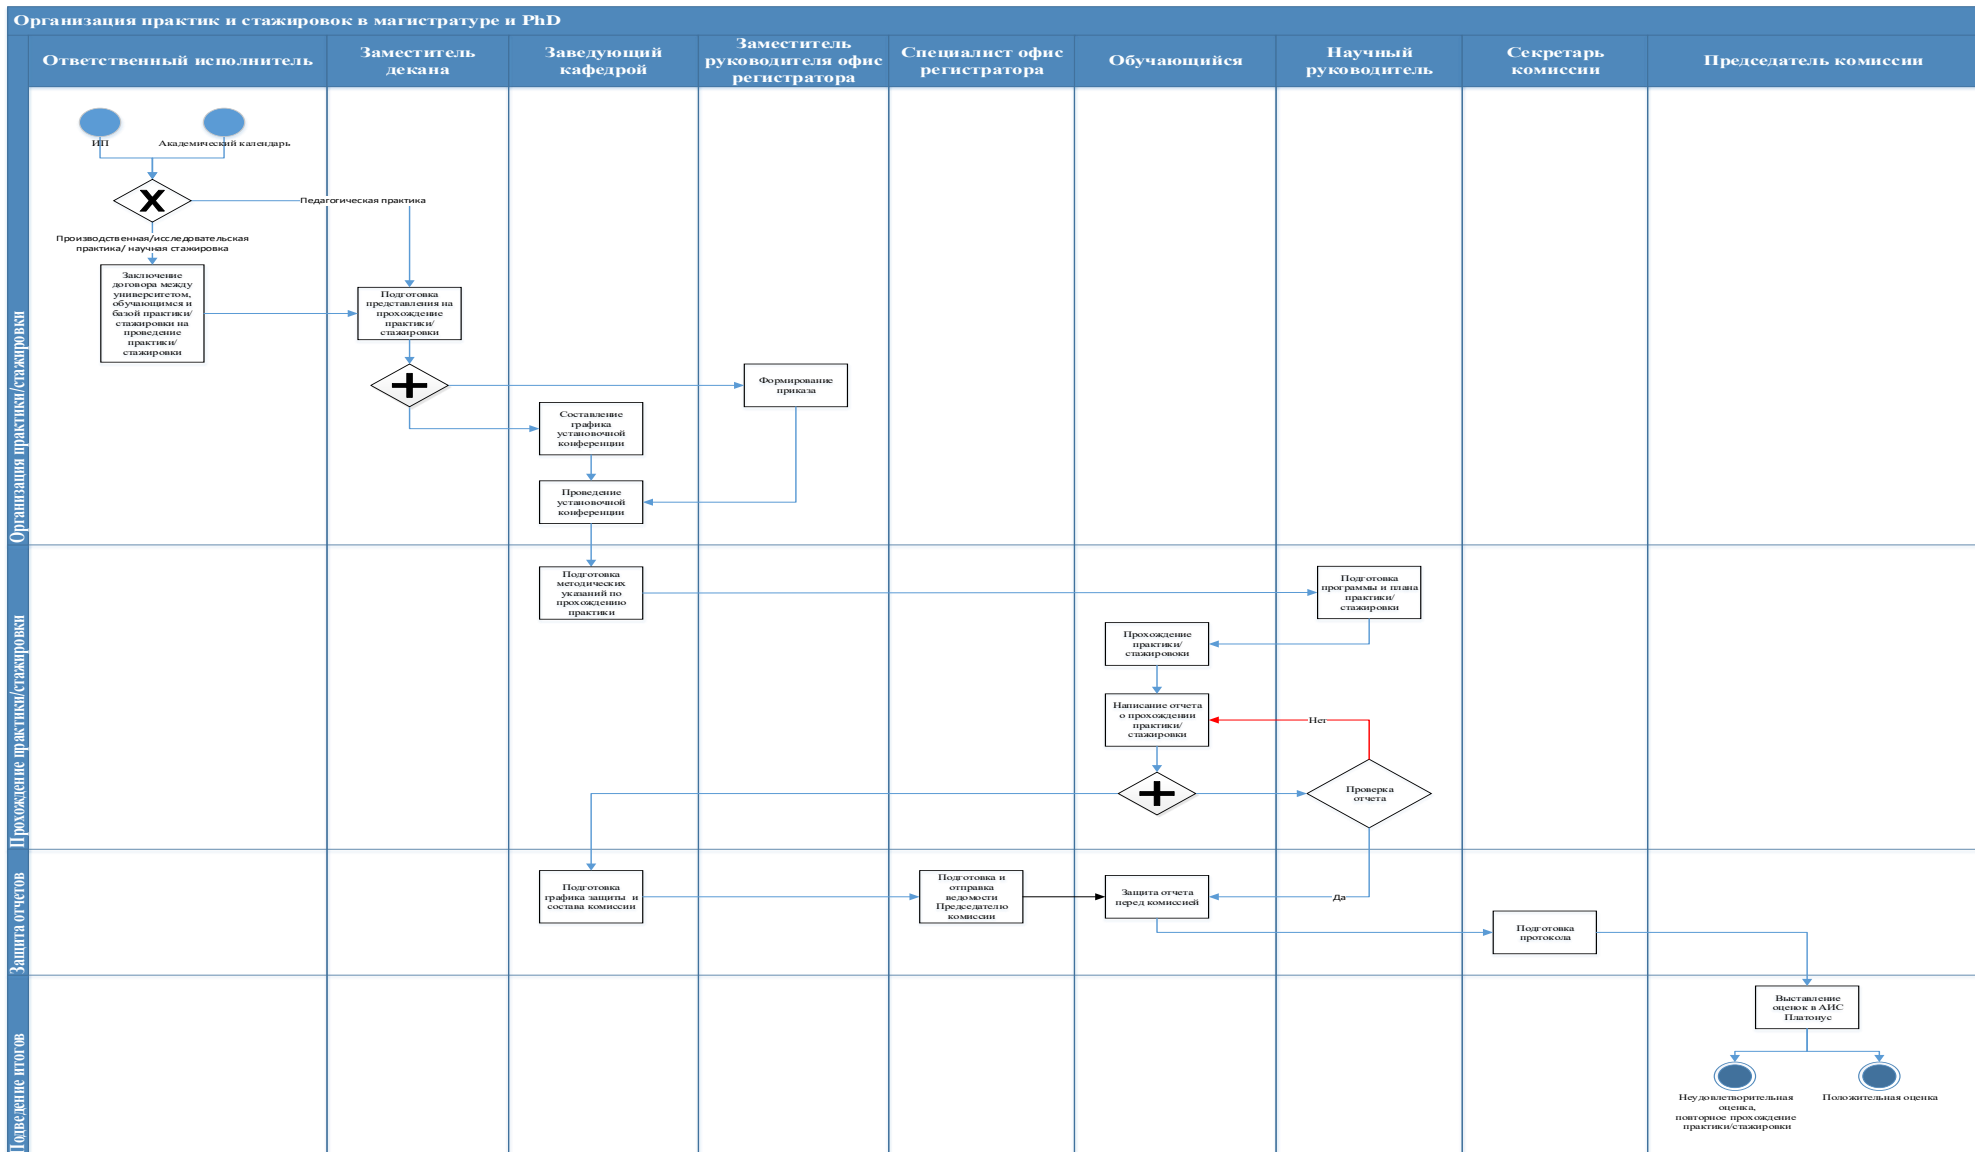 Организация практик и стажировок в магистратуре и PhD
Ответственный исполнитель
Заместитель
декана
Заведующий
кафедрой
Заместитель
руководителя офис
регистратора
Специалист офис
регистратора
Обучающийся
Научный
руководитель
Секретарь
комиссии
Председатель комиссии
Организация практики/стажировки
ИП
Академический календарь
Педагогическая практика
Производственная/исследовательская
практика/ научная стажировка
Заключение
договора между
университетом,
обучающимся и
базой практики/
стажировки на
проведение
практики/
стажировки
Подготовка
представления на
прохождение
практики/
стажировки
Формирование
приказа
Составление
графика
установочной
конференции
Проведение
установочной
конференции
Прохождение практики/стажировки
Подготовка
методических
указаний по
прохождению
практики
Подготовка
программы и плана
практики/
стажировки
Прохождение
практики/
стажировоки
Написание отчета
о прохождении
практики/
стажировки
Нет
Проверка
отчета
Защита отчетов
Подготовка
графика защиты и
состава комиссии
Подготовка и
отправка
ведомости
Председателю
комиссии
Защита отчета
перед комиссией
Да
Подготовка
протокола
Подведение итогов
Выставление
оценок в АИС
Платонус
Неудовлетворительная
оценка,
повторное прохождение
практики/стажировки
Положительная оценка